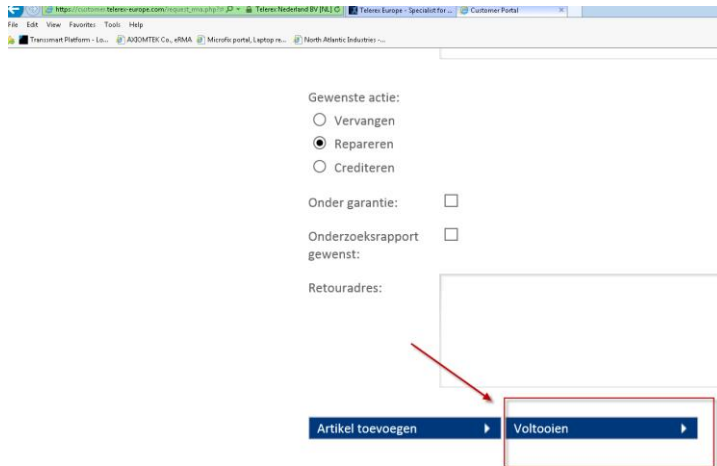 https://customer.telerex-europe.com/request_rma.php?r
Telerex Nederland BV [NL]
Telerex Europe - Specialist for ...
Customer Portal
File Edit View Favorites Tools Help
Transsmart Platform - Lo...
AXIOMTEK Co., eRMA
Microfix portal, Laptop re...
North Atlantic Industries -...
Gewenste actie:
Vervangen
Repareren
Crediteren
Onder garantie:
Onderzoeksrapport
gewenst:
Retouradres:
Artikel toevoegen
Voltooien